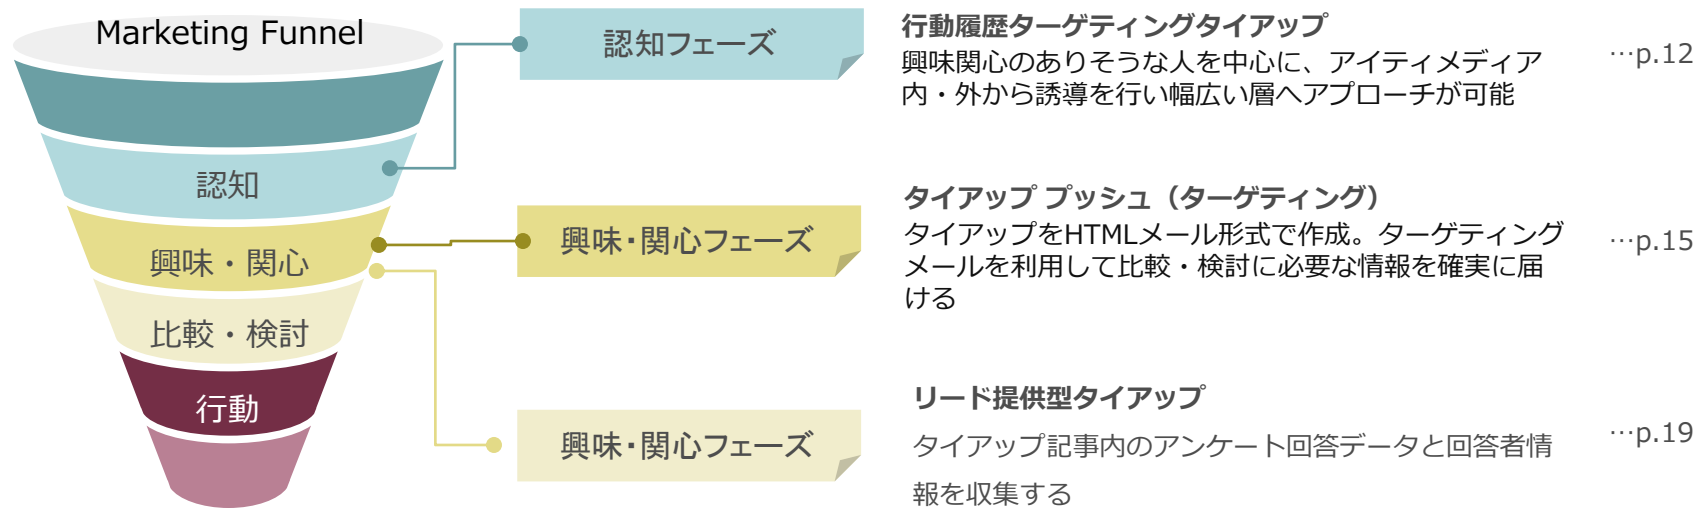 Marketing Funnel
認知
興味・関心
比較・検討
行動
認知フェーズ
行動履歴ターゲティングタイアップ
興味関心のありそうな人を中心に、アイティメディア
内・外から誘導を行い幅広い層へアプローチが可能
…p.12
興味・関心フェーズ
タイアップ プッシュ（ターゲティング）
タイアップをHTMLメール形式で作成。ターゲティング
メールを利用して比較・検討に必要な情報を確実に届
ける
…p.15
興味・関心フェーズ
リード提供型タイアップ
タイアップ記事内のアンケート回答データと回答者情
報を収集する
…p.19